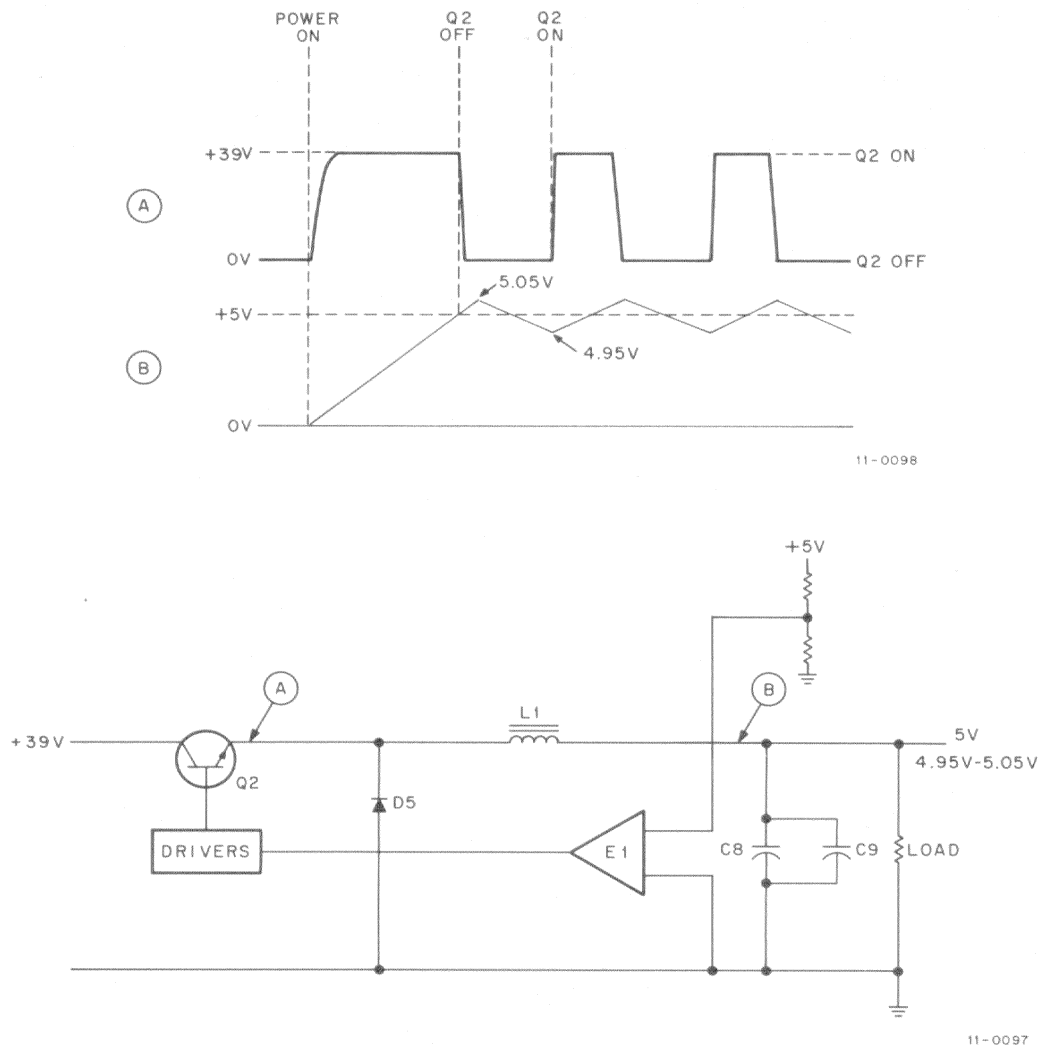 POWER
ON
Q2
OFF
Q2
ON
+39V
Q2 ON
A
0V
Q2 OFF
5.05V
+5V
4.95V
B
0V
11-0098
+5V
A
B
L1
+39V
Q2
5V
4.95V-5.05V
D5
DRIVERS
E1
C8
C9
LOAD
11-0097